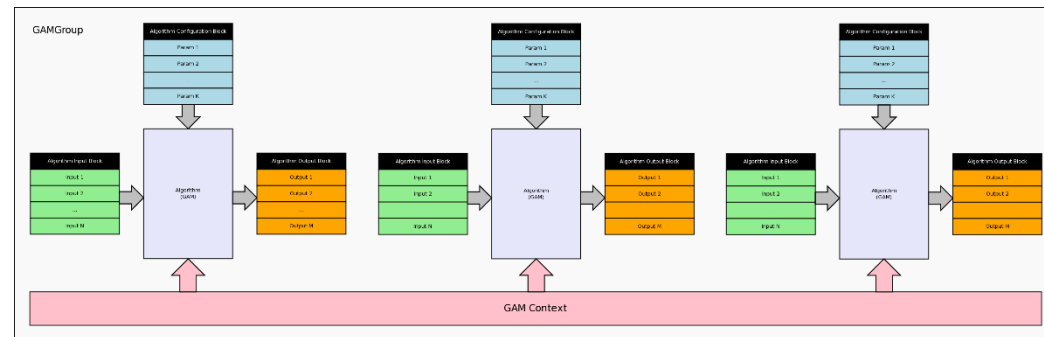 GAMGroup
Algorithm Configuration Block
Param 1
Param 2
...
Param K
Algorithm Input Block
Input 1
Input 2
...
Input N
Algorithm
(GAM)
Algorithm Output Block
Output 1
Output 2
...
Output M
Algorithm Configuration Block
Param 1
Param 2
...
Param K
Algorithm Input Block
Input 1
Input 2
Input N
Algorithm
(GAM)
Algorithm Output Block
Output 1
Output 2
Output M
Algorithm Configuration Block
Param 1
Param 2
...
Param K
Algorithm Input Block
Input 1
Input 2
Input N
Algorithm
(GAM)
Algorithm Output Block
Output 1
Output 2
Output M
GAM Context